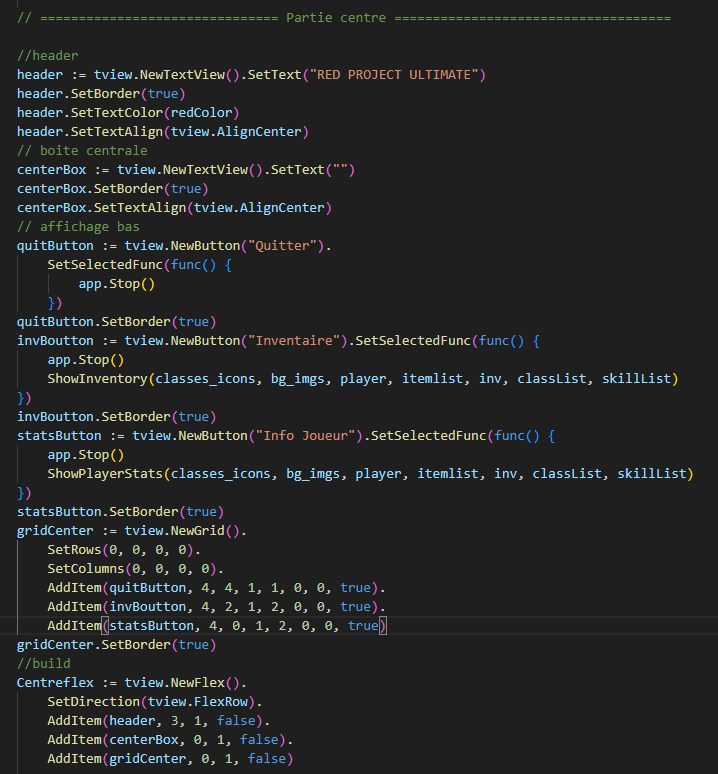 // =============================== Partie centre ====================================
//header
header := tview.NewTextView().SetText("RED PROJECT ULTIMATE")
header.SetBorder(true)
header.SetTextColor(redColor)
header.SetTextAlign(tview.AlignCenter)
// boite centrale
centerBox := tview.NewTextView().SetText("")
centerBox.SetBorder(true)
centerBox.SetTextAlign(tview.AlignCenter)
// affichage bas
quitButton := tview.NewButton("Quitter").
    SetSelectedFunc(func() {
        app.Stop()
    })
quitButton.SetBorder(true)
invBoutton := tview.NewButton("Inventaire").SetSelectedFunc(func() {
    app.Stop()
    ShowInventory(classes_icons, bg_imgs, player, itemlist, inv, classList, skillList)
})
invBoutton.SetBorder(true)
statsButton := tview.NewButton("Info Joueur").SetSelectedFunc(func() {
    app.Stop()
    ShowPlayerStats(classes_icons, bg_imgs, player, itemlist, inv, classList, skillList)
})
statsButton.SetBorder(true)
gridCenter := tview.NewGrid().
    SetRows(0, 0, 0, 0).
    SetColumns(0, 0, 0, 0).
    AddItem(quitButton, 4, 4, 1, 1, 0, 0, true).
    AddItem(invBoutton, 4, 2, 1, 2, 0, 0, true).
    AddItem(statsButton, 4, 0, 1, 2, 0, 0, true)
gridCenter.SetBorder(true)
//build
Centreflex := tview.NewFlex().
    SetDirection(tview.FlexRow).
    AddItem(header, 3, 1, false).
    AddItem(centerBox, 0, 1, false).
    AddItem(gridCenter, 0, 1, false)